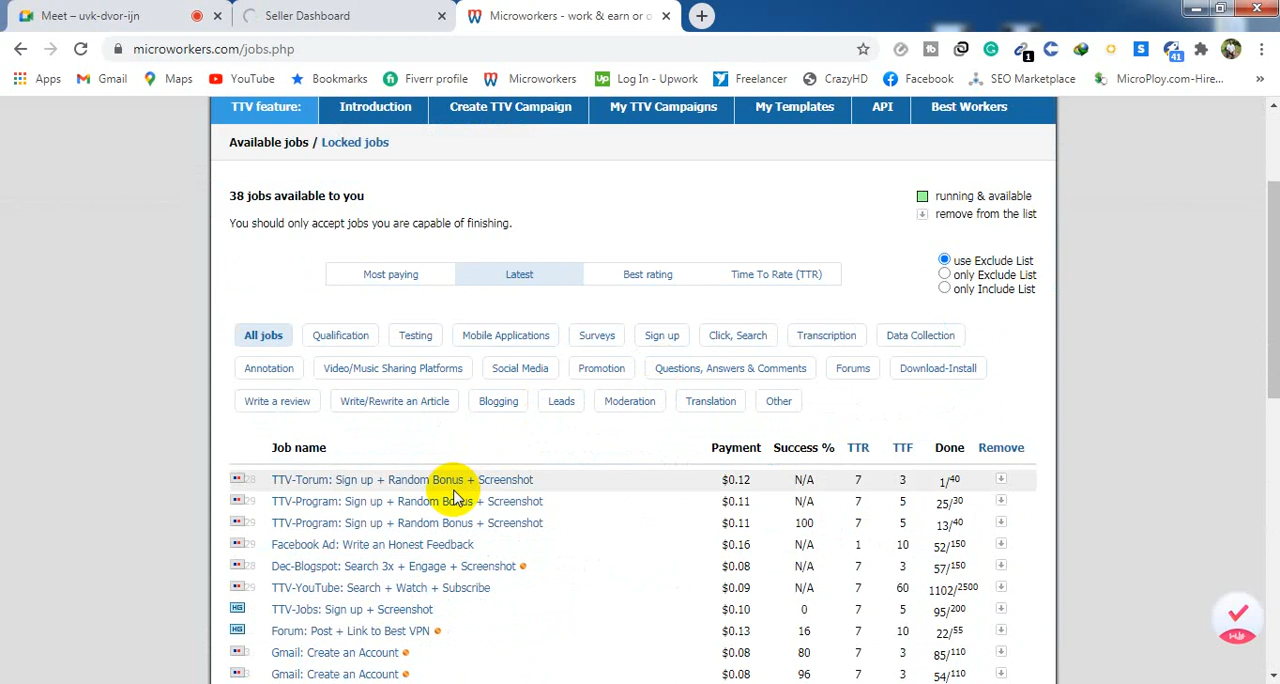 Meet – uvk-dvor-ijn
Seller Dashboard
Microworkers - work & earn or o
microworkers.com/jobs.php
1
41
Apps Gmail Maps YouTube Bookmarks Fiverr profile Microworkers Log In - Upwork Freelancer CrazyHD Facebook SEO Marketplace MicroPloy.com-Hire... »
TTV feature: Introduction Create TTV Campaign My TTV Campaigns My Templates API Best Workers
Available jobs / Locked jobs
38 jobs available to you
running & available
You should only accept jobs you are capable of finishing.
remove from the list
use Exclude List
only Exclude List
only Include List
Most paying Latest Best rating Time To Rate (TTR)
All jobs Qualification Testing Mobile Applications Surveys Sign up Click, Search Transcription Data Collection
Annotation Video/Music Sharing Platforms Social Media Promotion Questions, Answers & Comments Forums Download-Install
Write a review Write/Rewrite an Article Blogging Leads Moderation Translation Other
Job name Payment Success % TTR TTF Done Remove
28 TTV-Torum: Sign up + Random Bonus + Screenshot $0.12 N/A 7 3 1/40
29 TTV-Program: Sign up + Random Bonus + Screenshot $0.11 N/A 7 5 25/30
29 TTV-Program: Sign up + Random Bonus + Screenshot $0.11 100 7 5 13/40
29 Facebook Ad: Write an Honest Feedback $0.16 N/A 1 10 52/150
28 Dec-Blogspot: Search 3x + Engage + Screenshot $0.08 N/A 7 3 57/150
29 TTV-YouTube: Search + Watch + Subscribe $0.09 N/A 7 60 1102/2500
HG TTV-Jobs: Sign up + Screenshot $0.10 0 7 5 95/200
HG Forum: Post + Link to Best VPN $0.13 16 7 10 22/55
3 Gmail: Create an Account $0.08 80 7 3 85/110
3 Gmail: Create an Account $0.08 96 7 3 54/110